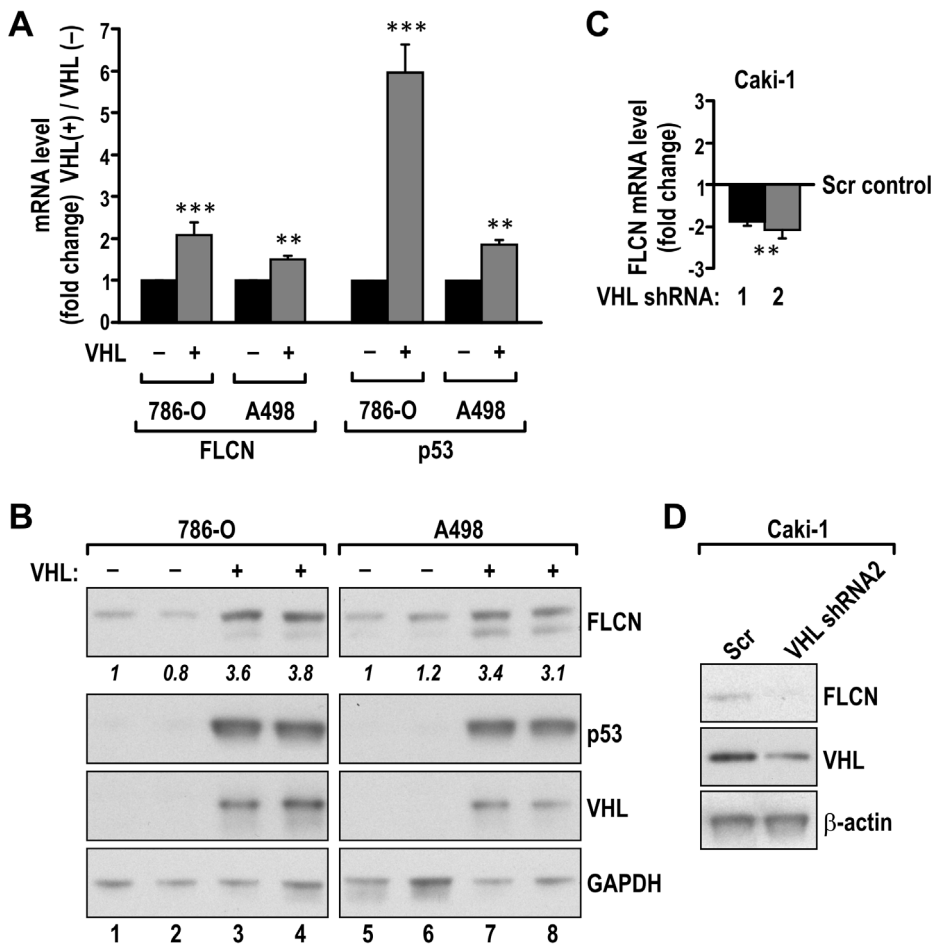 A
mRNA level
(fold change) VHL(+) / VHL (–)
7
6
5
4
3
2
1
0
***
**
***
**
VHL – + – + – + – +
786-O A498 786-O A498
FLCN p53
C
Caki-1
FLCN mRNA level
(fold change)
3
2
1
-2
-3
Scr control
**
VHL shRNA: 1 2
B
786-O A498
VHL: – – + + – – + +
FLCN
1 0.8 3.6 3.8 1 1.2 3.4 3.1
p53
VHL
GAPDH
1 2 3 4 5 6 7 8
D
Caki-1
Scr VHL shRNA2
FLCN
VHL
β-actin